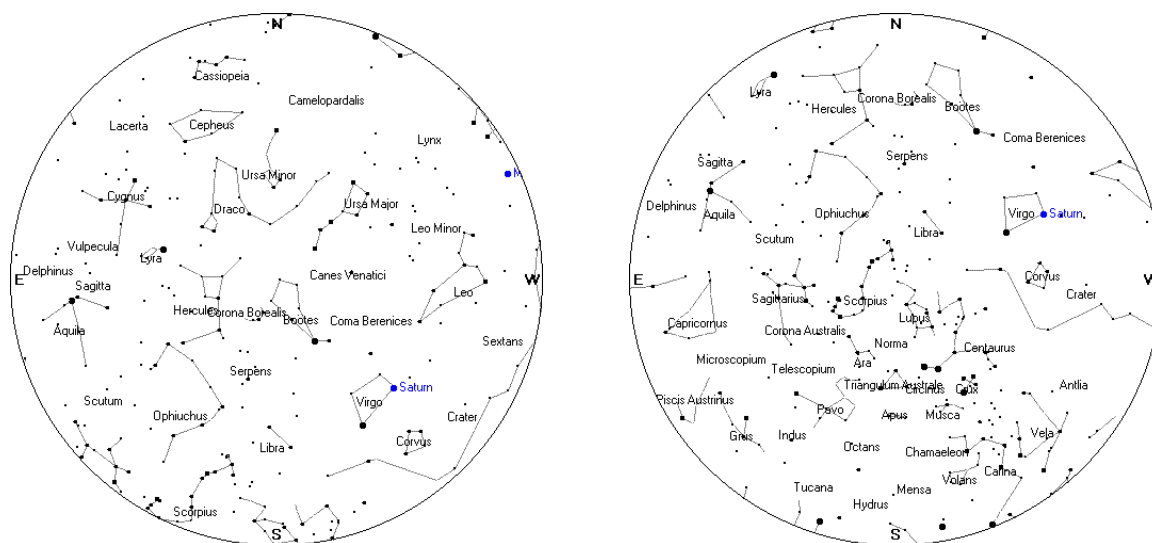 N
Cassiopeia
Camelopardalis
Lacerta
Cepheus
Lynx
Ursa Minor
M
Cygnus
Draco
Ursa Major
Leo Minor
Vulpecula
Lyra
Delphinus
Canes Venatici
E
W
Sagitta
Leo
Hercules
Corona Borealis
Bootes
Coma Berenices
Aquila
Sextans
Serpens
Saturn
Scutum
Virgo
Ophiuchus
Crater
Libra
Corvus
Scorpius
S
N
Lyra
Corona Borealis
Hercules
Bootes
Coma Berenices
Sagitta
Serpens
Delphinus
Aquila
Ophiuchus
Virgo
Saturn
Scutum
Libra
E
Corvus
W
Sagittarius
Scorpius
Crater
Capricornus
Corona Australis
Lupus
Norma
Centaurus
Microscopium
Telescopium
Ara
Triangulum Australe
Circinus
Crux
Antlia
Piscis Austrinus
Pavo
Apus
Musca
Grus
Indus
Vela
Octans
Chamaeleon
Volans
Carina
Tucana
Mensa
Hydrus
S